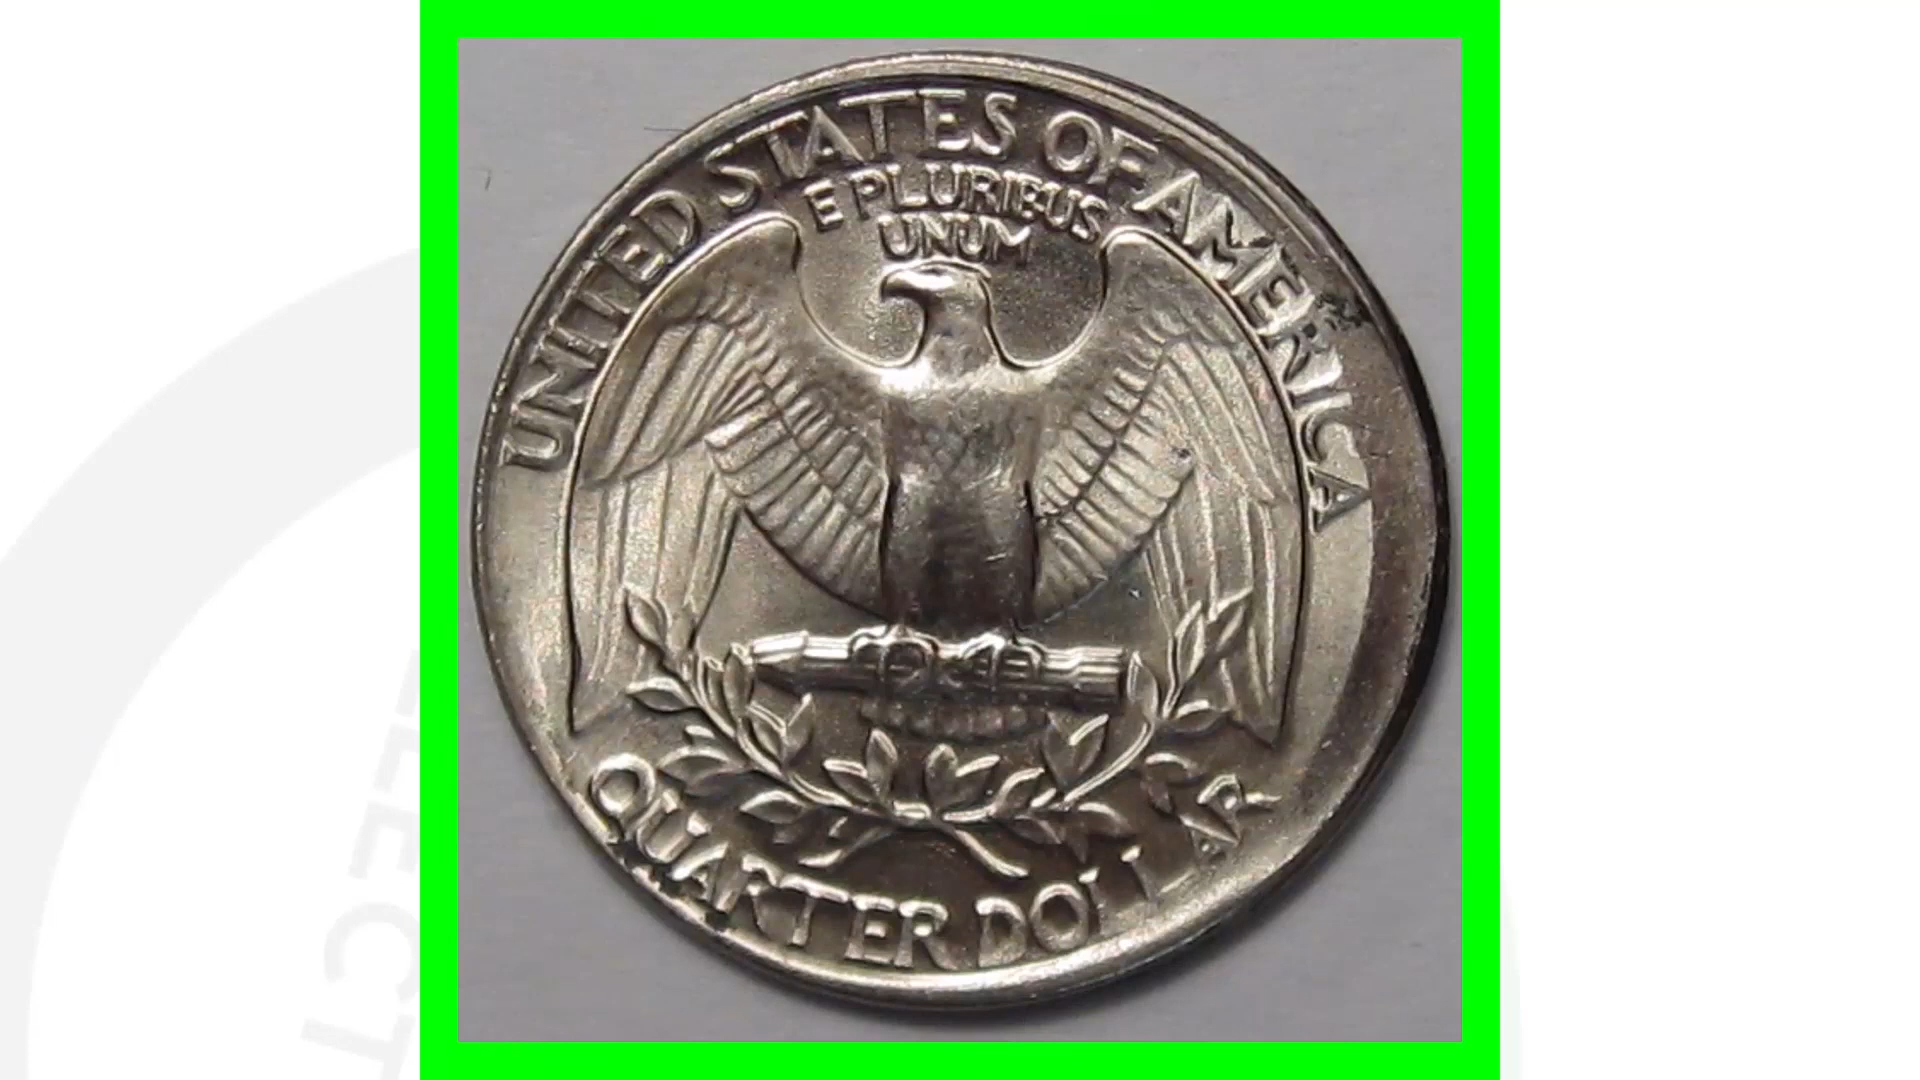 UNITED STATES OF AMERICA
E PLURIBUS
UNUM
QUARTER DOLLAR